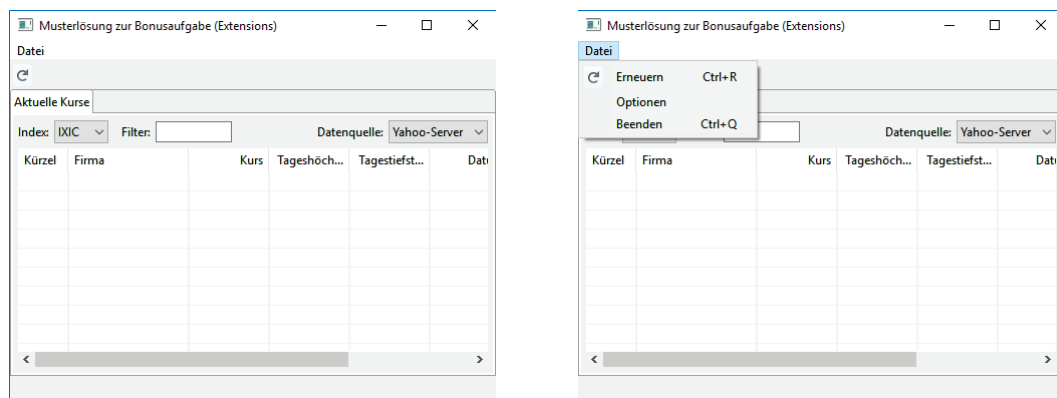 Musterlösung zur Bonusaufgabe (Extensions)
Datei
Aktuelle Kurse
Index: IXIC Filter: Datenquelle: Yahoo-Server
Kürzel Firma Kurs Tageshöch... Tagestiefst...
Musterlösung zur Bonusaufgabe (Extensions)
Datei
Erneuern Ctrl+R
Optionen
Beenden Ctrl+Q
Datenquelle: Yahoo-Server
Kürzel Firma Kurs Tageshöch... Tagestiefst...